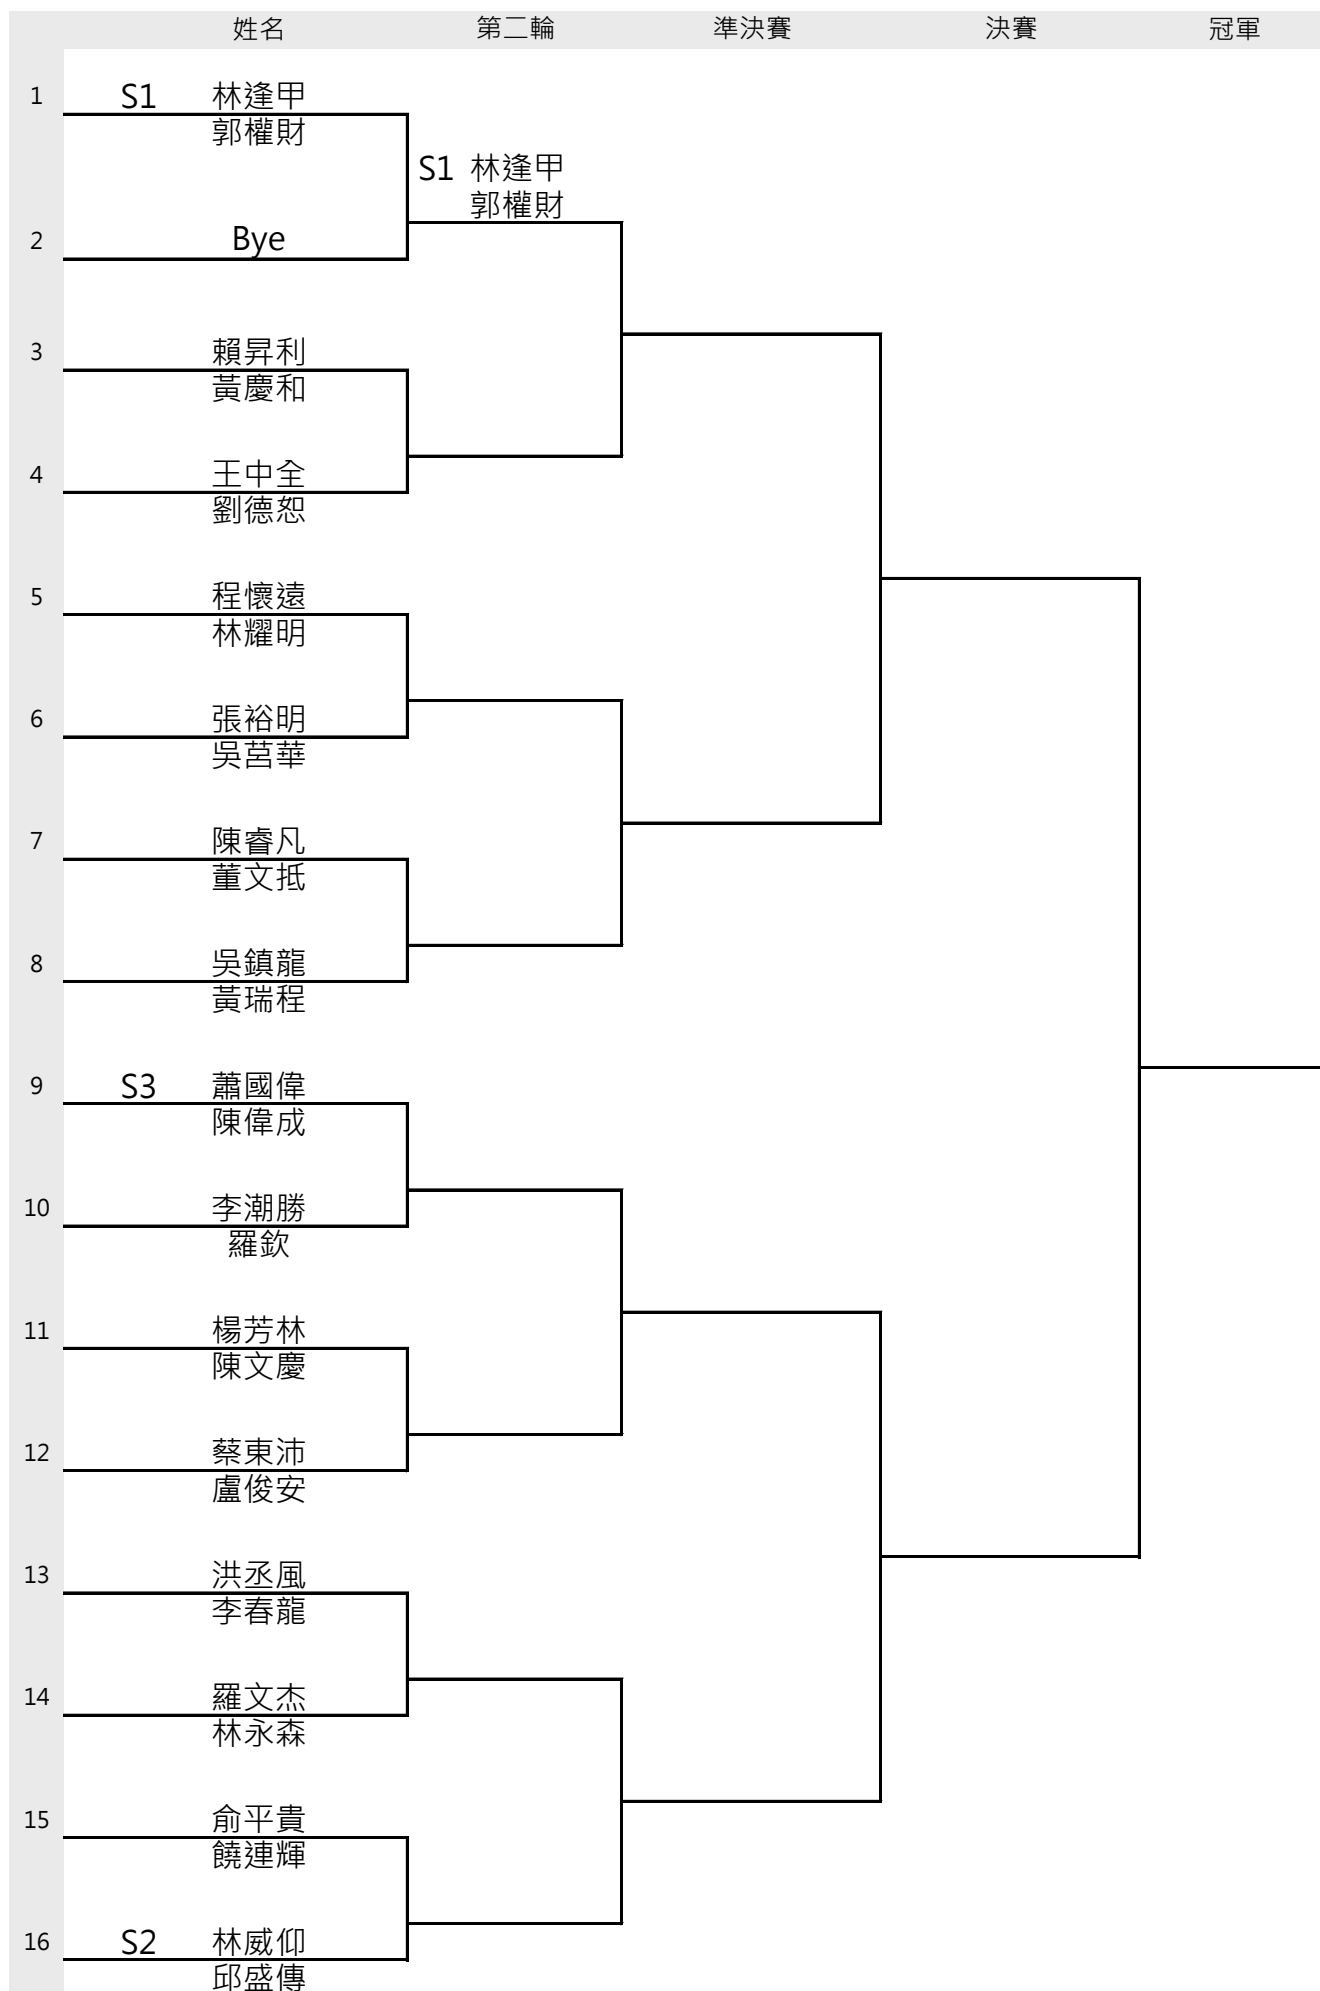 姓名 第二輪 準決賽 決賽 冠軍
1 S1 林逢甲
郭權財
S1 林逢甲
郭權財
2 Bye
3 賴昇利
黃慶和
4 王中全
劉德恕
5 程懷遠
林耀明
6 張裕明
吳莒華
7 陳睿凡
董文抵
8 吳鎮龍
黃瑞程
9 S3 蕭國偉
陳偉成
10 李潮勝
羅欽
11 楊芳林
陳文慶
12 蔡東沛
盧俊安
13 洪丞風
李春龍
14 羅文杰
林永森
15 俞平貴
饒連輝
16 S2 林威仰
邱盛傳